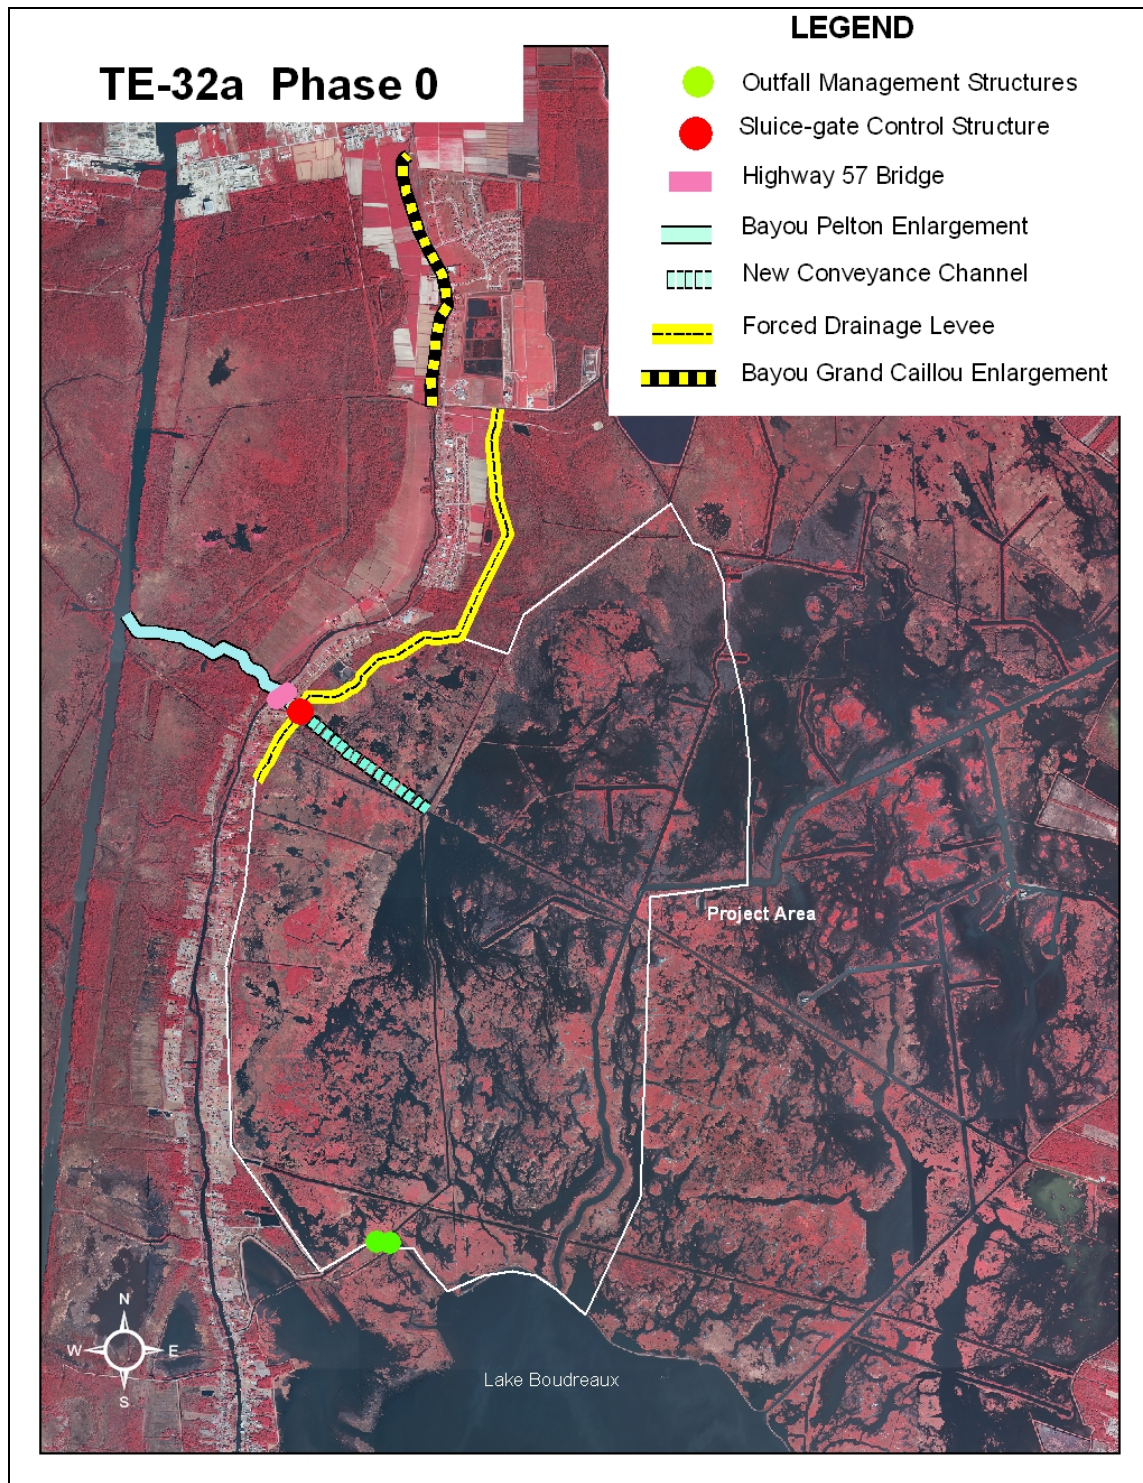 TE-32a Phase 0
LEGEND
Outfall Management Structures
Sluice-gate Control Structure
Highway 57 Bridge
Bayou Pelton Enlargement
New Conveyance Channel
Forced Drainage Levee
Bayou Grand Caillou Enlargement
Project Area
N
W E
S
Lake Boudreaux